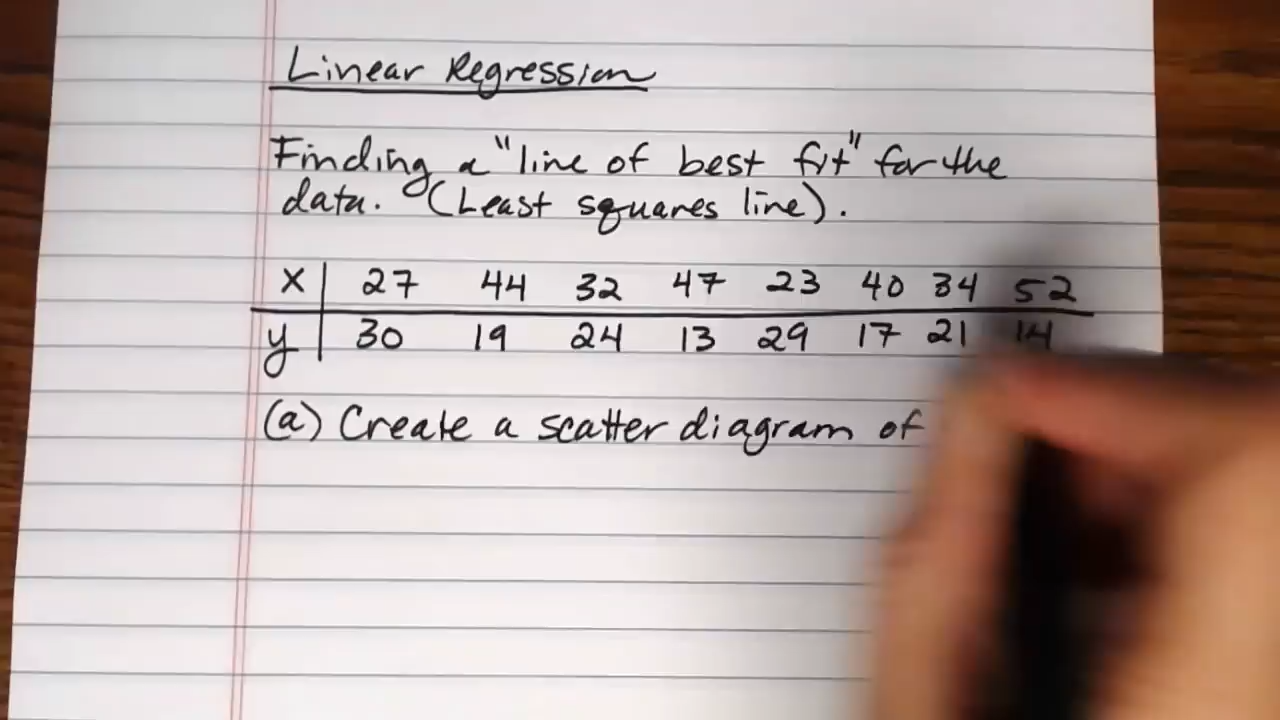 Linear Regression
Finding a "line of best fit" for the
data. (Least squares line).
x | 27 44 32 47 23 40 34 52
y | 30 19 24 13 29 17 21 14
(a) Create a scatter diagram of